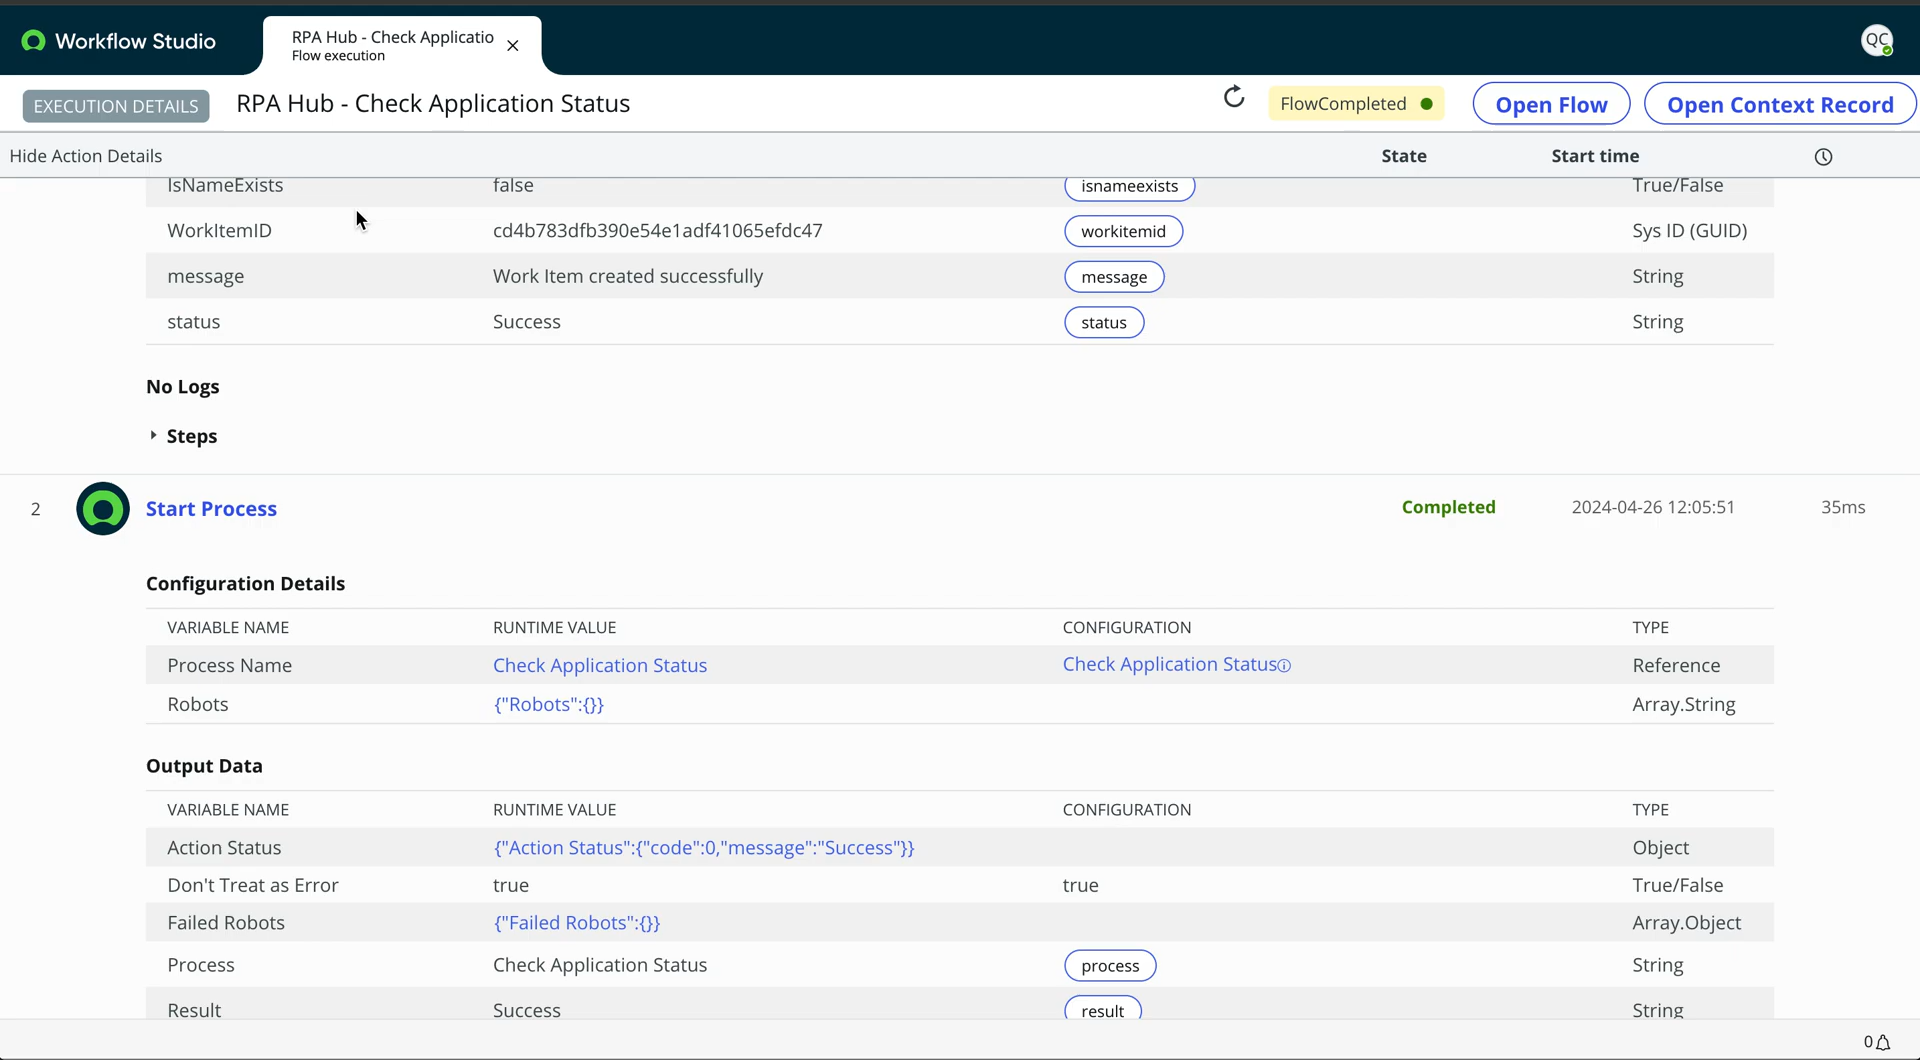 Workflow Studio
RPA Hub - Check Applicatio
Flow execution
QC
EXECUTION DETAILS
RPA Hub - Check Application Status
FlowCompleted
Open Flow
Open Context Record
Hide Action Details
State
Start time
IsNameExists false isnameexists True/False
WorkItemID cd4b783dfb390e54e1adf41065efdc47 workitemid Sys ID (GUID)
message Work Item created successfully message String
status Success status String
No Logs
Steps
2 Start Process Completed 2024-04-26 12:05:51 35ms
Configuration Details
VARIABLE NAME RUNTIME VALUE CONFIGURATION TYPE
Process Name Check Application Status Check Application Status Reference
Robots {"Robots":{}} Array.String
Output Data
VARIABLE NAME RUNTIME VALUE CONFIGURATION TYPE
Action Status {"Action Status":{"code":0,"message":"Success"}} Object
Don't Treat as Error true true True/False
Failed Robots {"Failed Robots":{}} Array.Object
Process Check Application Status process String
Result Success result String
0